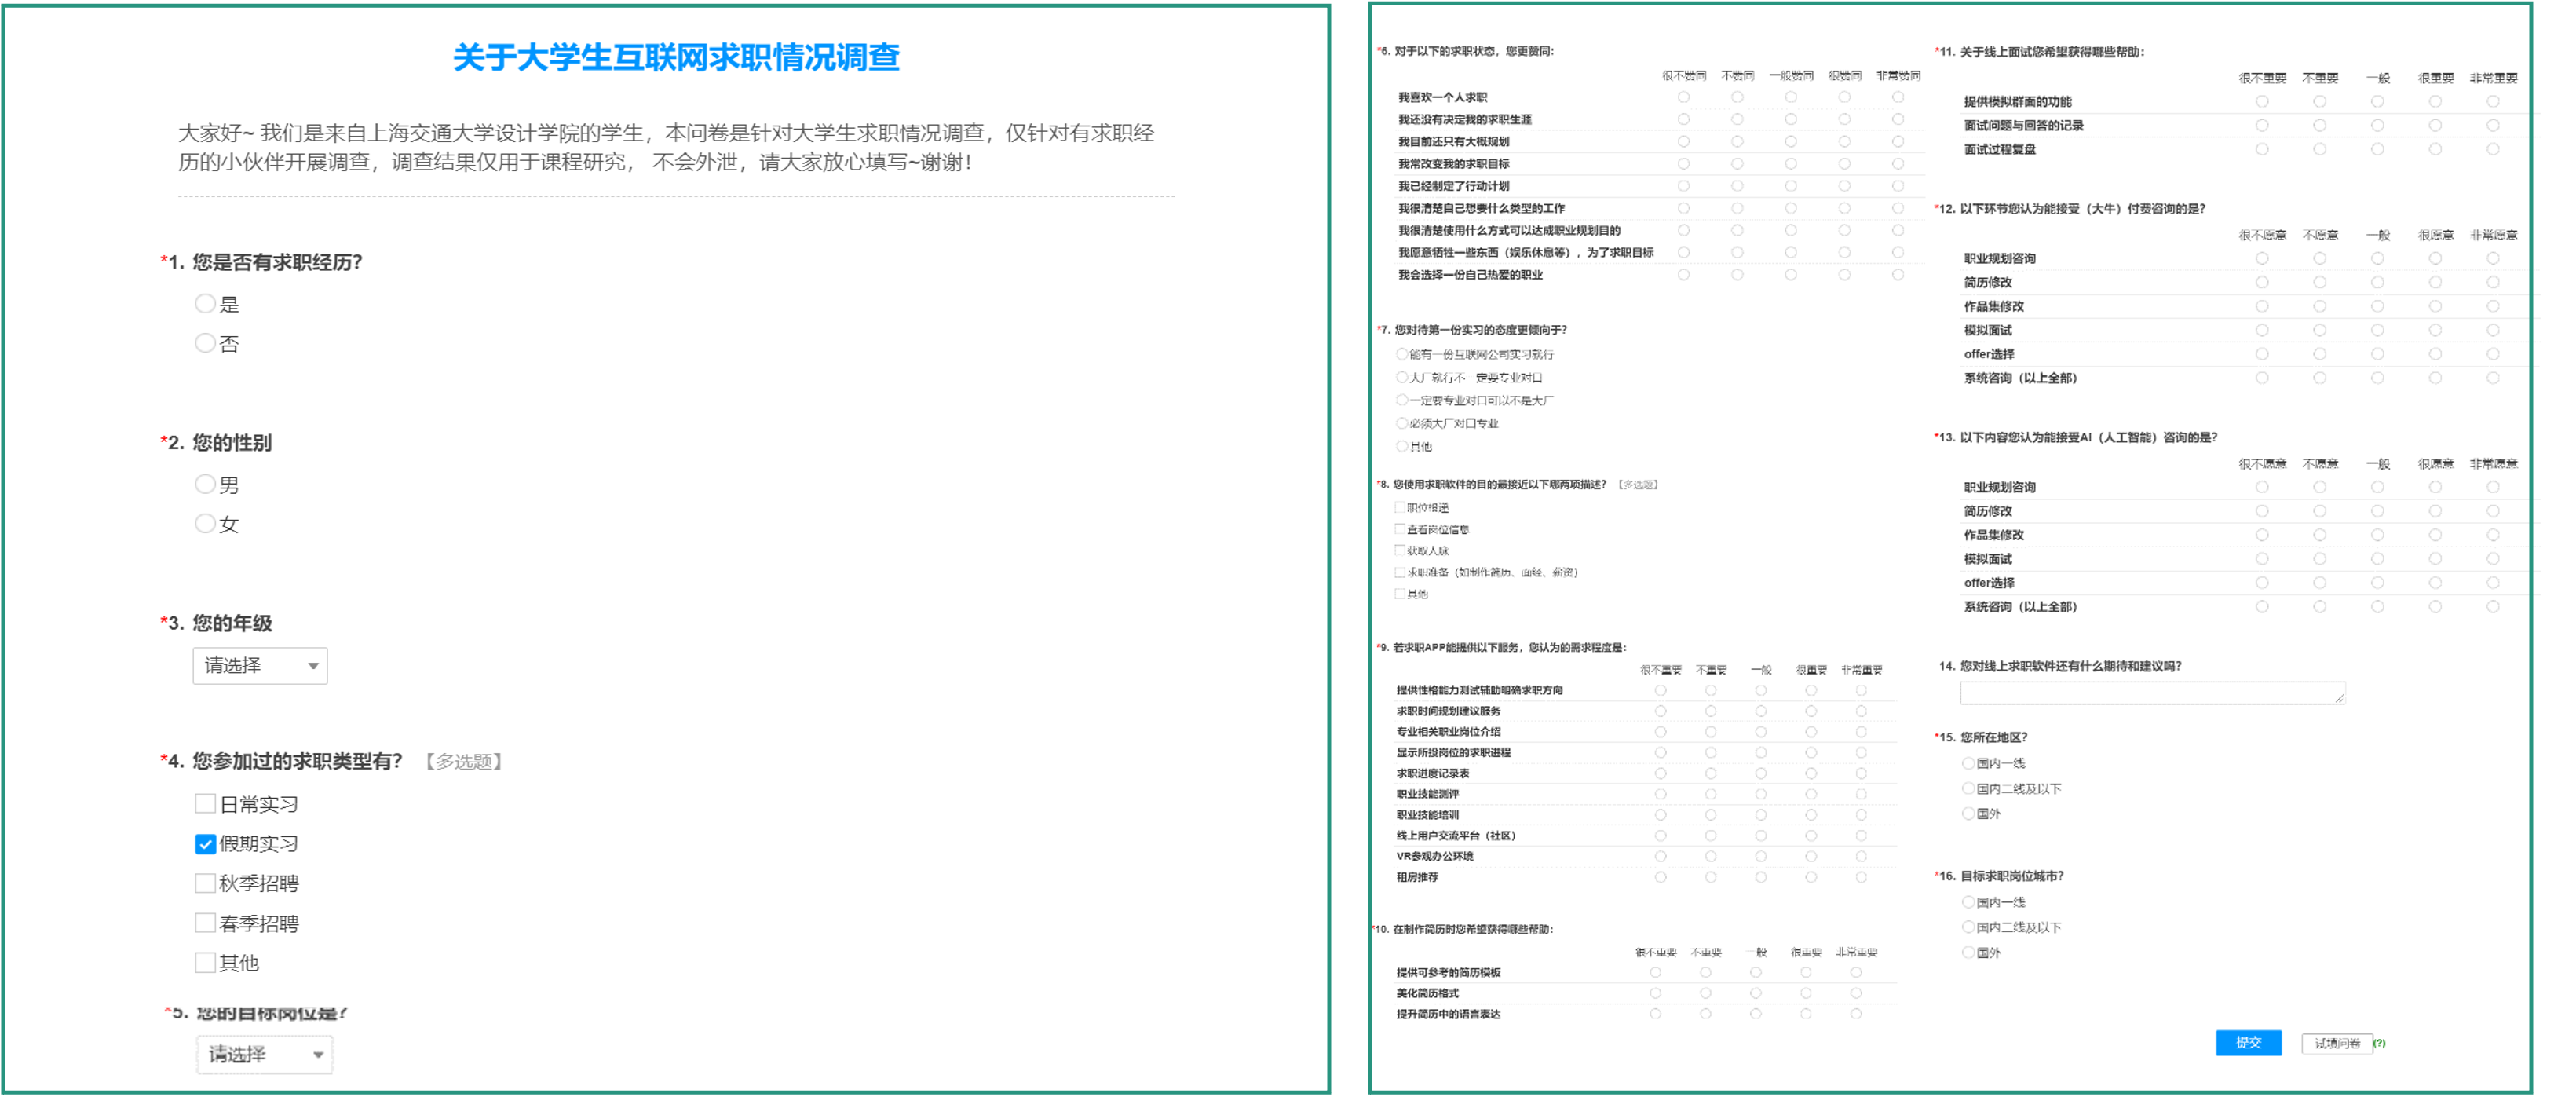 关于大学生互联网求职情况调查
大家好~ 我们是来自上海交通大学设计学院的学生，本问卷是针对大学生求职情况调查，仅针对有求职经
历的小伙伴开展调查，调查结果仅用于课程研究， 不会外泄，请大家放心填写~谢谢！
*1. 您是否有求职经历?
是
否
*2. 您的性别
男
女
*3. 您的年级
请选择
*4. 您参加过的求职类型有? 【多选题】
日常实习
假期实习
秋季招聘
春季招聘
其他
*5. 您的目标岗位是?
请选择
*6. 对于以下的求职状态，您更赞同:
很不赞同 不赞同 一般赞同 很赞同 非常赞同
我喜欢一个人求职
我还没有决定我的求职生涯
我目前还只有大概规划
我常改变我的求职目标
我已经制定了行动计划
我很清楚自己想要什么类型的工作
我很清楚使用什么方式可以达成职业规划目的
我愿意牺牲一些东西（娱乐休息等），为了求职目标
我会选择一份自己热爱的职业
*7. 您对待第一份实习的态度更倾向于?
能有一份互联网公司实习就行
大厂就行不一定要专业对口
一定要专业对口可以不是大厂
必须大厂对口专业
其他
*8. 您使用求职软件的目的最接近以下哪两项描述? 【多选题】
职位投递
查看岗位信息
获取人脉
求职准备（如制作简历、面经、薪资）
其他
*9. 若求职APP能提供以下服务，您认为的需求程度是:
很不重要 不重要 一般 很重要 非常重要
提供性格能力测试辅助明确求职方向
求职时间规划建议服务
专业相关职业岗位介绍
显示所投岗位的求职进程
求职进度记录表
职业技能测评
职业技能培训
线上用户交流平台（社区）
VR参观办公环境
租房推荐
*10. 在制作简历时您希望获得哪些帮助:
很不重要 不重要 一般 很重要 非常重要
提供可参考的简历模板
美化简历格式
提升简历中的语言表达
*11. 关于线上面试您希望获得哪些帮助:
很不重要 不重要 一般 很重要 非常重要
提供模拟群面的功能
面试问题与回答的记录
面试过程复盘
*12. 以下环节您认为能接受（大牛）付费咨询的是?
很不愿意 不愿意 一般 很愿意 非常愿意
职业规划咨询
简历修改
作品集修改
模拟面试
offer选择
系统咨询（以上全部）
*13. 以下内容您认为能接受AI（人工智能）咨询的是?
很不愿意 不愿意 一般 很愿意 非常愿意
职业规划咨询
简历修改
作品集修改
模拟面试
offer选择
系统咨询（以上全部）
14. 您对线上求职软件还有什么期待和建议吗?
*15. 您所在地区?
国内一线
国内二线及以下
国外
*16. 目标求职岗位城市?
国内一线
国内二线及以下
国外
提交 试填问卷 (?)